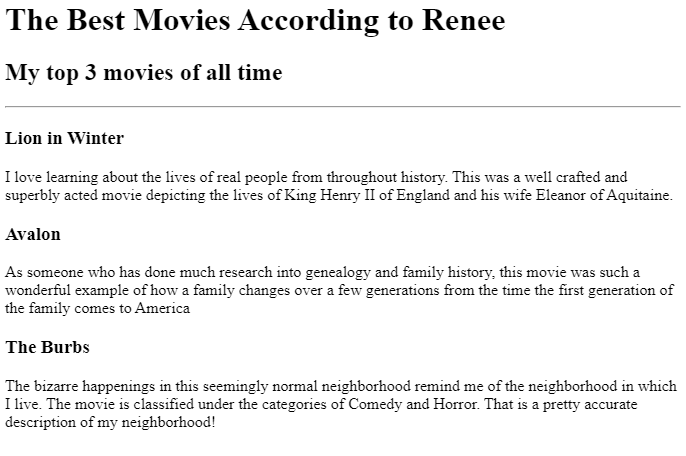 The Best Movies According to Renee
My top 3 movies of all time
Lion in Winter
I love learning about the lives of real people from throughout history. This was a well crafted and
superbly acted movie depicting the lives of King Henry II of England and his wife Eleanor of Aquitaine.
Avalon
As someone who has done much research into genealogy and family history, this movie was such a
wonderful example of how a family changes over a few generations from the time the first generation of
the family comes to America
The Burbs
The bizarre happenings in this seemingly normal neighborhood remind me of the neighborhood in which
I live. The movie is classified under the categories of Comedy and Horror. That is a pretty accurate
description of my neighborhood!